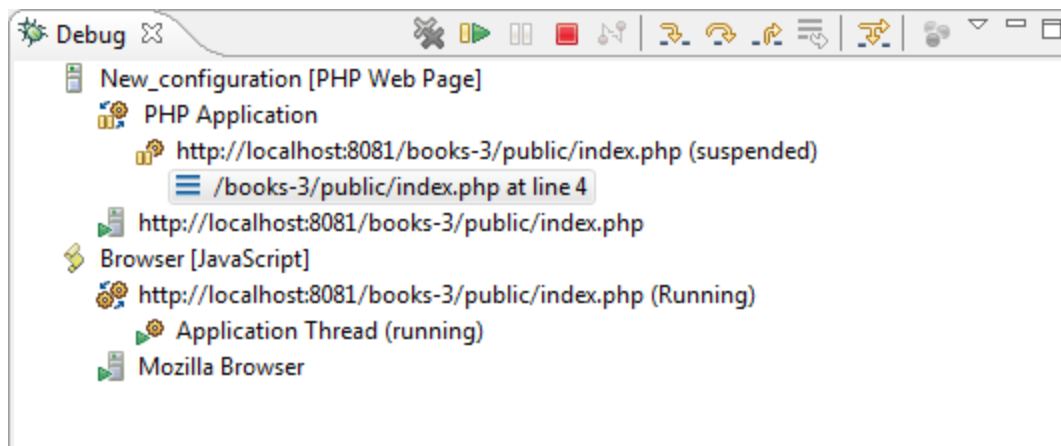 Debug
New_configuration [PHP Web Page]
PHP Application
http://localhost:8081/books-3/public/index.php (suspended)
/books-3/public/index.php at line 4
http://localhost:8081/books-3/public/index.php
Browser [JavaScript]
http://localhost:8081/books-3/public/index.php (Running)
Application Thread (running)
Mozilla Browser